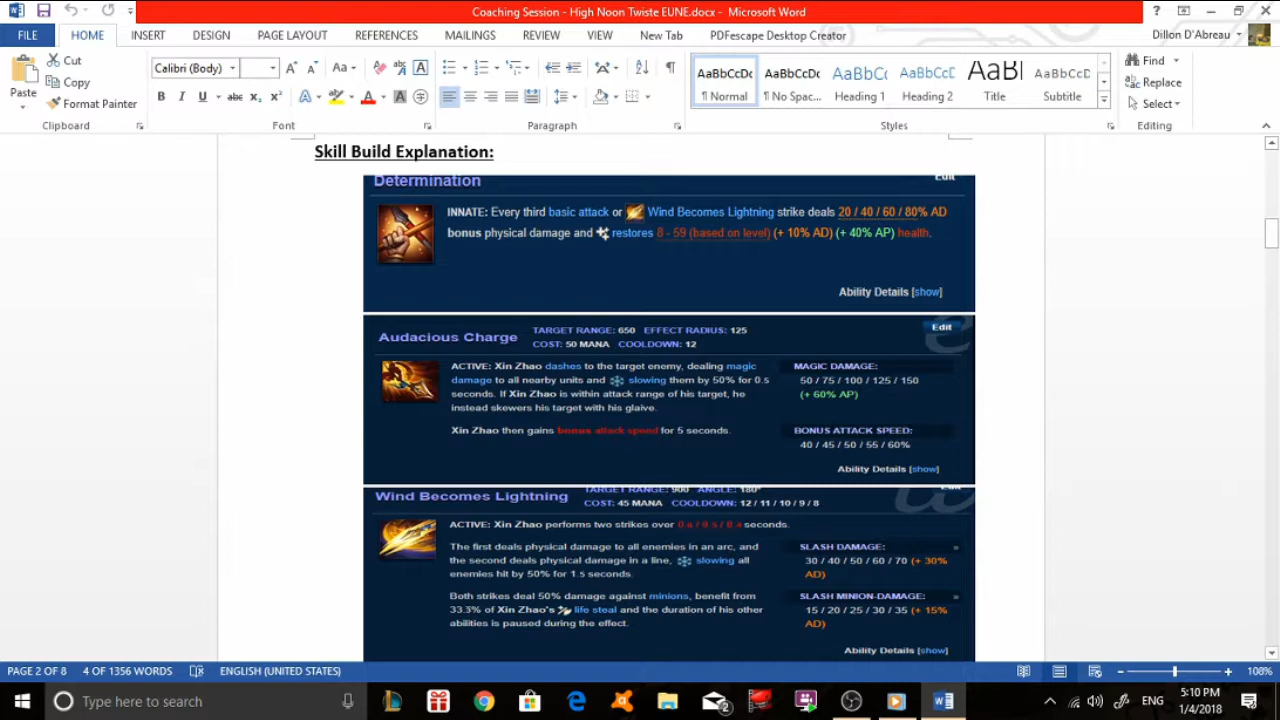 Coaching Session - High Noon Twiste EUNE.docx - Microsoft Word
FILE HOME INSERT DESIGN PAGE LAYOUT REFERENCES MAILINGS REVIEW VIEW New Tab PDFescape Desktop Creator Dillon D'Abreau
Paste
Cut
Copy
Format Painter
Clipboard
Calibri (Body)
Font
Paragraph
AaBbCcDc AaBbCcDc AaBbCc AaBbCcDc AaBl AaBbCcDc
¶ Normal ¶ No Spac... Heading 1 Heading 2 Title Subtitle
Styles
Find
Replace
Select
Editing
Skill Build Explanation:
Determination Edit
INNATE: Every third basic attack or Wind Becomes Lightning strike deals 20 / 40 / 60 / 80% AD
bonus physical damage and restores 8 - 59 (based on level) (+ 10% AD) (+ 40% AP) health.
Ability Details [show]
Audacious Charge TARGET RANGE: 650 EFFECT RADIUS: 125 Edit
COST: 50 MANA COOLDOWN: 12
ACTIVE: Xin Zhao dashes to the target enemy, dealing magic
damage to all nearby units and slowing them by 50% for 0.5
seconds. If Xin Zhao is within attack range of his target, he
instead skewers his target with his glaive.
Xin Zhao then gains bonus attack speed for 5 seconds.
MAGIC DAMAGE:
50 / 75 / 100 / 125 / 150
(+ 60% AP)
BONUS ATTACK SPEED:
40 / 45 / 50 / 55 / 60%
Ability Details [show]
Wind Becomes Lightning TARGET RANGE: 900 ANGLE: 180° Edit
COST: 45 MANA COOLDOWN: 12 / 11 / 10 / 9 / 8
ACTIVE: Xin Zhao performs two strikes over seconds.
The first deals physical damage to all enemies in an arc, and
the second deals physical damage in a line, slowing all
enemies hit by 50% for 1.5 seconds.
Both strikes deal 50% damage against minions, benefit from
33.3% of Xin Zhao's life steal and the duration of his other
abilities is paused during the effect.
SLASH DAMAGE: »
30 / 40 / 50 / 60 / 70 (+ 30%
AD)
SLASH MINION-DAMAGE: »
15 / 20 / 25 / 30 / 35 (+ 15%
AD)
Ability Details [show]
PAGE 2 OF 8 4 OF 1356 WORDS ENGLISH (UNITED STATES) 108%
Type here to search
2
ENG
5:10 PM
1/4/2018